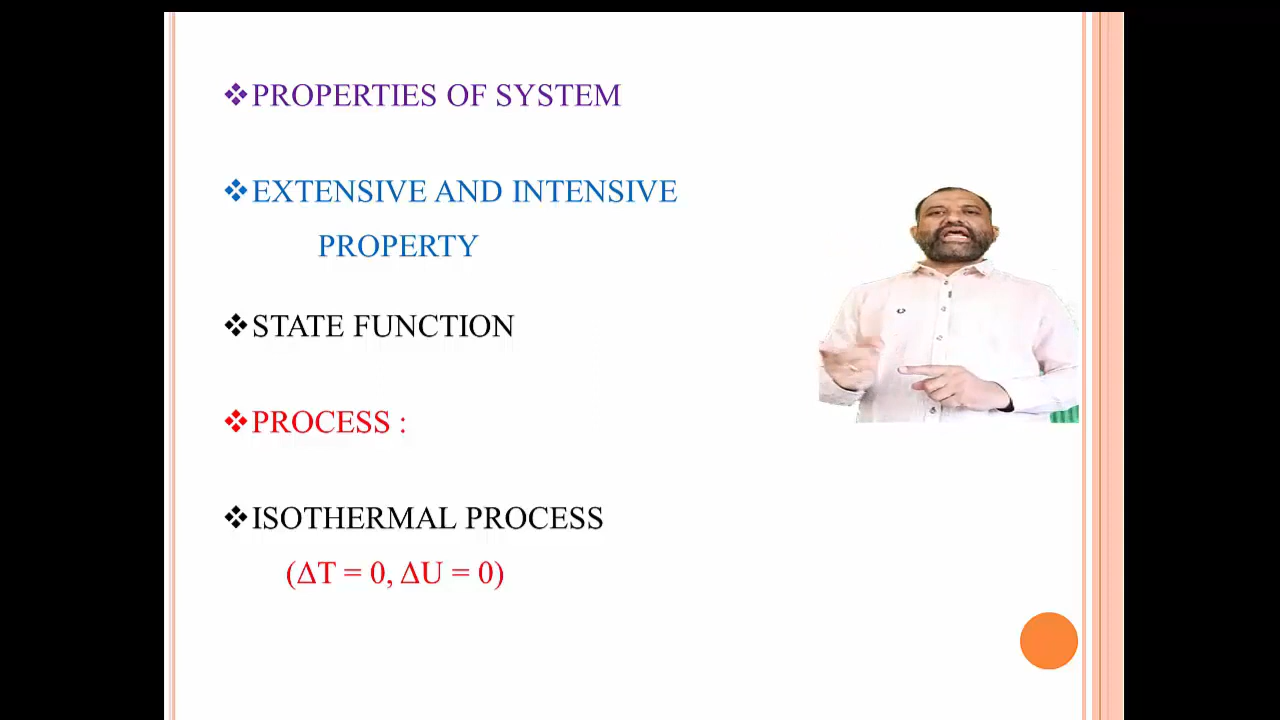 ❖PROPERTIES OF SYSTEM
❖EXTENSIVE AND INTENSIVE
PROPERTY
❖STATE FUNCTION
❖PROCESS :
❖ISOTHERMAL PROCESS
(ΔT = 0, ΔU = 0)